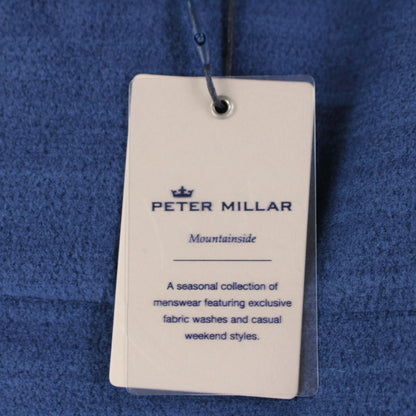 PETER MILLAR
Mountainside
A seasonal collection of
menswear featuring exclusive
fabric washes and casual
weekend styles.